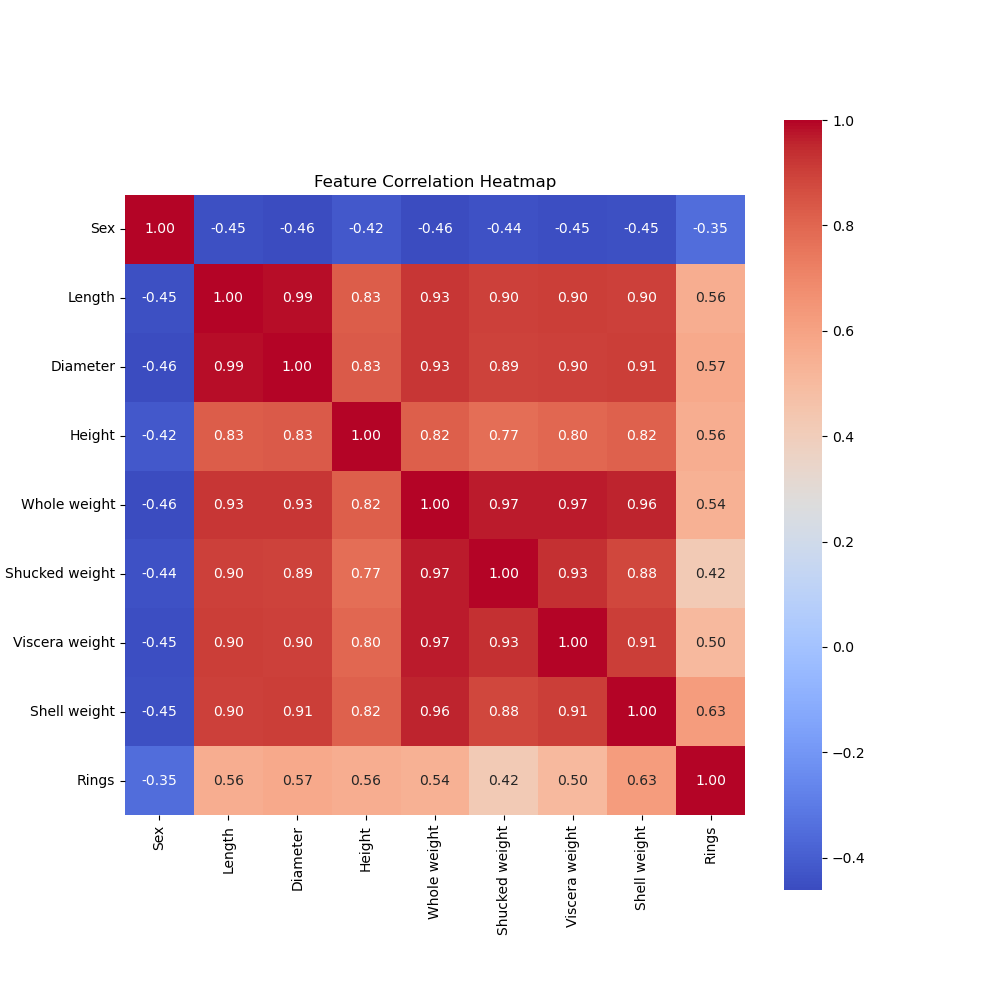 Feature Correlation Heatmap
Sex 1.00 -0.45 -0.46 -0.42 -0.46 -0.44 -0.45 -0.45 -0.35
Length -0.45 1.00 0.99 0.83 0.93 0.90 0.90 0.90 0.56
Diameter -0.46 0.99 1.00 0.83 0.93 0.89 0.90 0.91 0.57
Height -0.42 0.83 0.83 1.00 0.82 0.77 0.80 0.82 0.56
Whole weight -0.46 0.93 0.93 0.82 1.00 0.97 0.97 0.96 0.54
Shucked weight -0.44 0.90 0.89 0.77 0.97 1.00 0.93 0.88 0.42
Viscera weight -0.45 0.90 0.90 0.80 0.97 0.93 1.00 0.91 0.50
Shell weight -0.45 0.90 0.91 0.82 0.96 0.88 0.91 1.00 0.63
Rings -0.35 0.56 0.57 0.56 0.54 0.42 0.50 0.63 1.00
Sex
Length
Diameter
Height
Whole weight
Shucked weight
Viscera weight
Shell weight
Rings
1.0
0.8
0.6
0.4
0.2
0.0
−0.2
−0.4